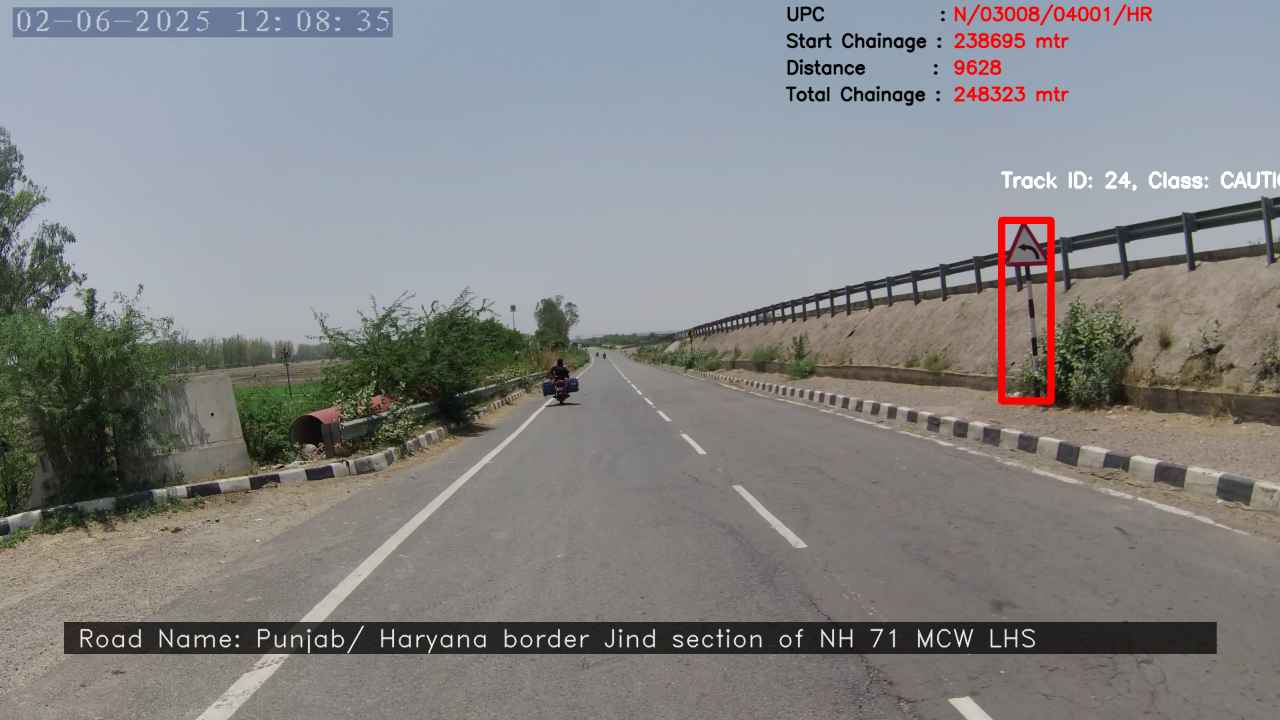 02-06-2025 12:08:35
UPC : N/03008/04001/HR
Start Chainage : 238695 mtr
Distance : 9628
Total Chainage : 248323 mtr
Track ID: 24, Class:
Road Name: Punjab/ Haryana border Jind section of NH 71 MCW LHS